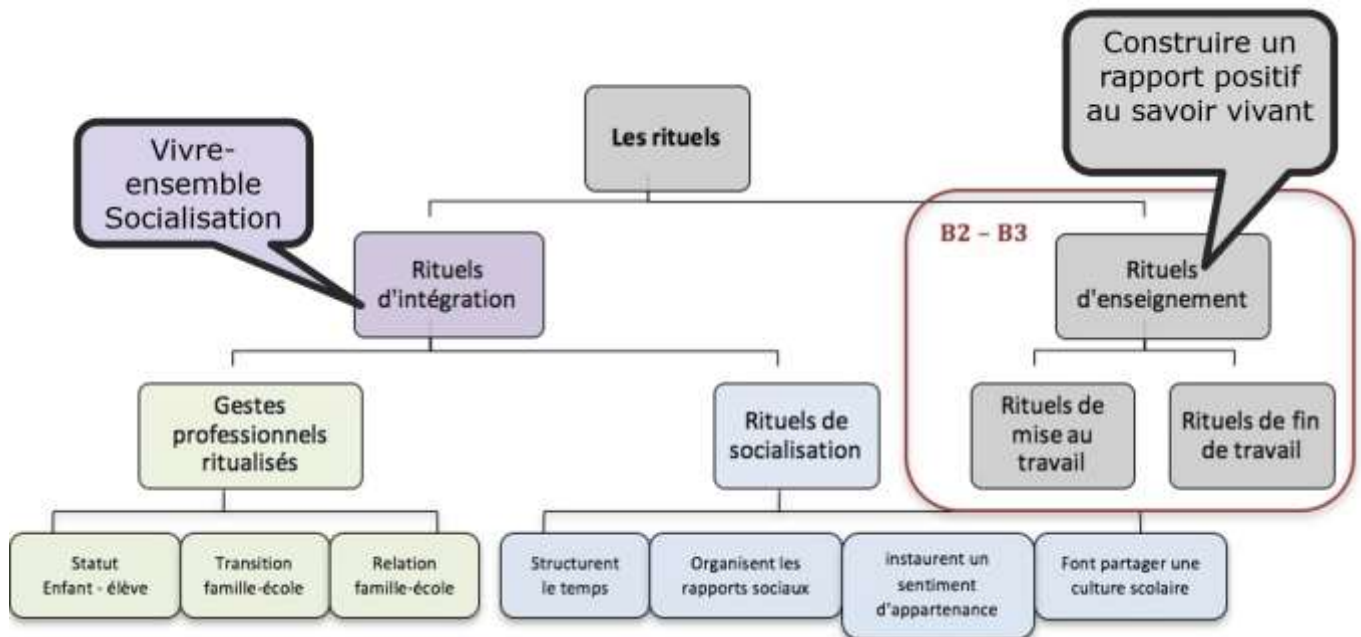 Construire un
rapport positif
au savoir vivant
Les rituels
Vivre-
ensemble
Socialisation
B2 – B3
Rituels
d'intégration
Rituels
d'enseignement
Gestes
professionnels
ritualisés
Rituels de
socialisation
Rituels de
mise au
travail
Rituels de fin
de travail
Statut
Enfant - élève
Transition
famille-école
Relation
famille-école
Structurent
le temps
Organisent les
rapports sociaux
instaurent un
sentiment
d'appartenance
Font partager une
culture scolaire